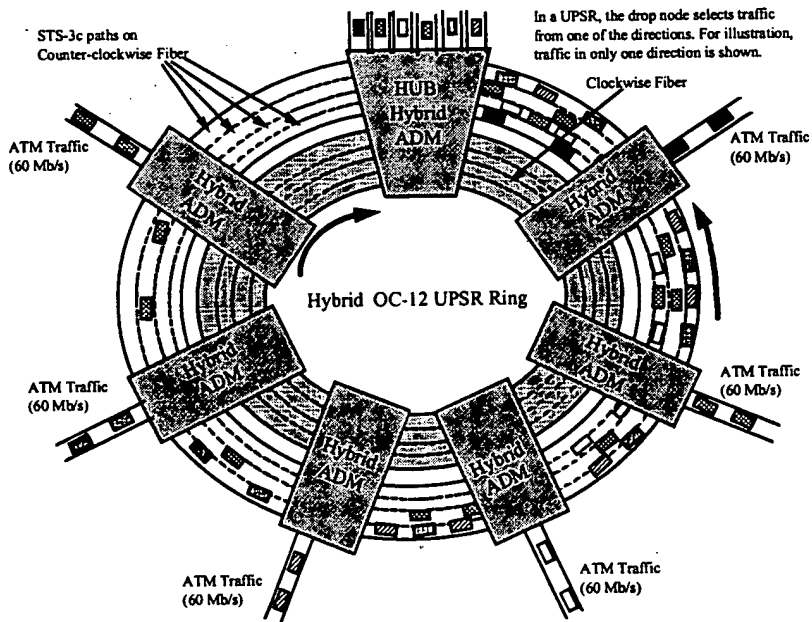 In a UPSR, the drop node selects traffic
from one of the directions. For illustration,
traffic in only one direction is shown.
STS-3c paths on
Counter-clockwise Fiber
Clockwise Fiber
HUB
Hybrid
ADM
ATM Traffic
(60 Mb/s)
Hybrid
ADM
Hybrid
ADM
ATM Traffic
(60 Mb/s)
Hybrid OC-12 UPSR Ring
ATM Traffic
(60 Mb/s)
Hybrid
ADM
Hybrid
ADM
ATM Traffic
(60 Mb/s)
Hybrid
ADM
Hybrid
ADM
ATM Traffic
(60 Mb/s)
ATM Traffic
(60 Mb/s)